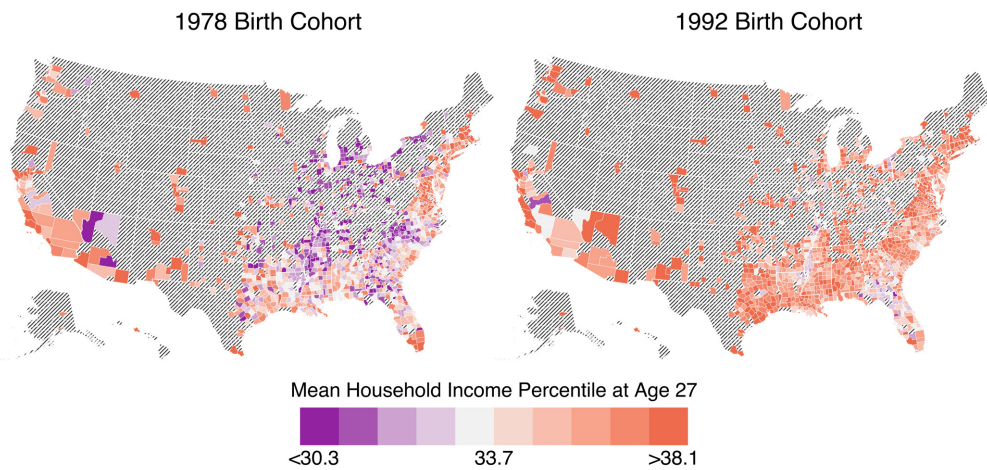 1978 Birth Cohort
1992 Birth Cohort
Mean Household Income Percentile at Age 27
<30.3 33.7 >38.1